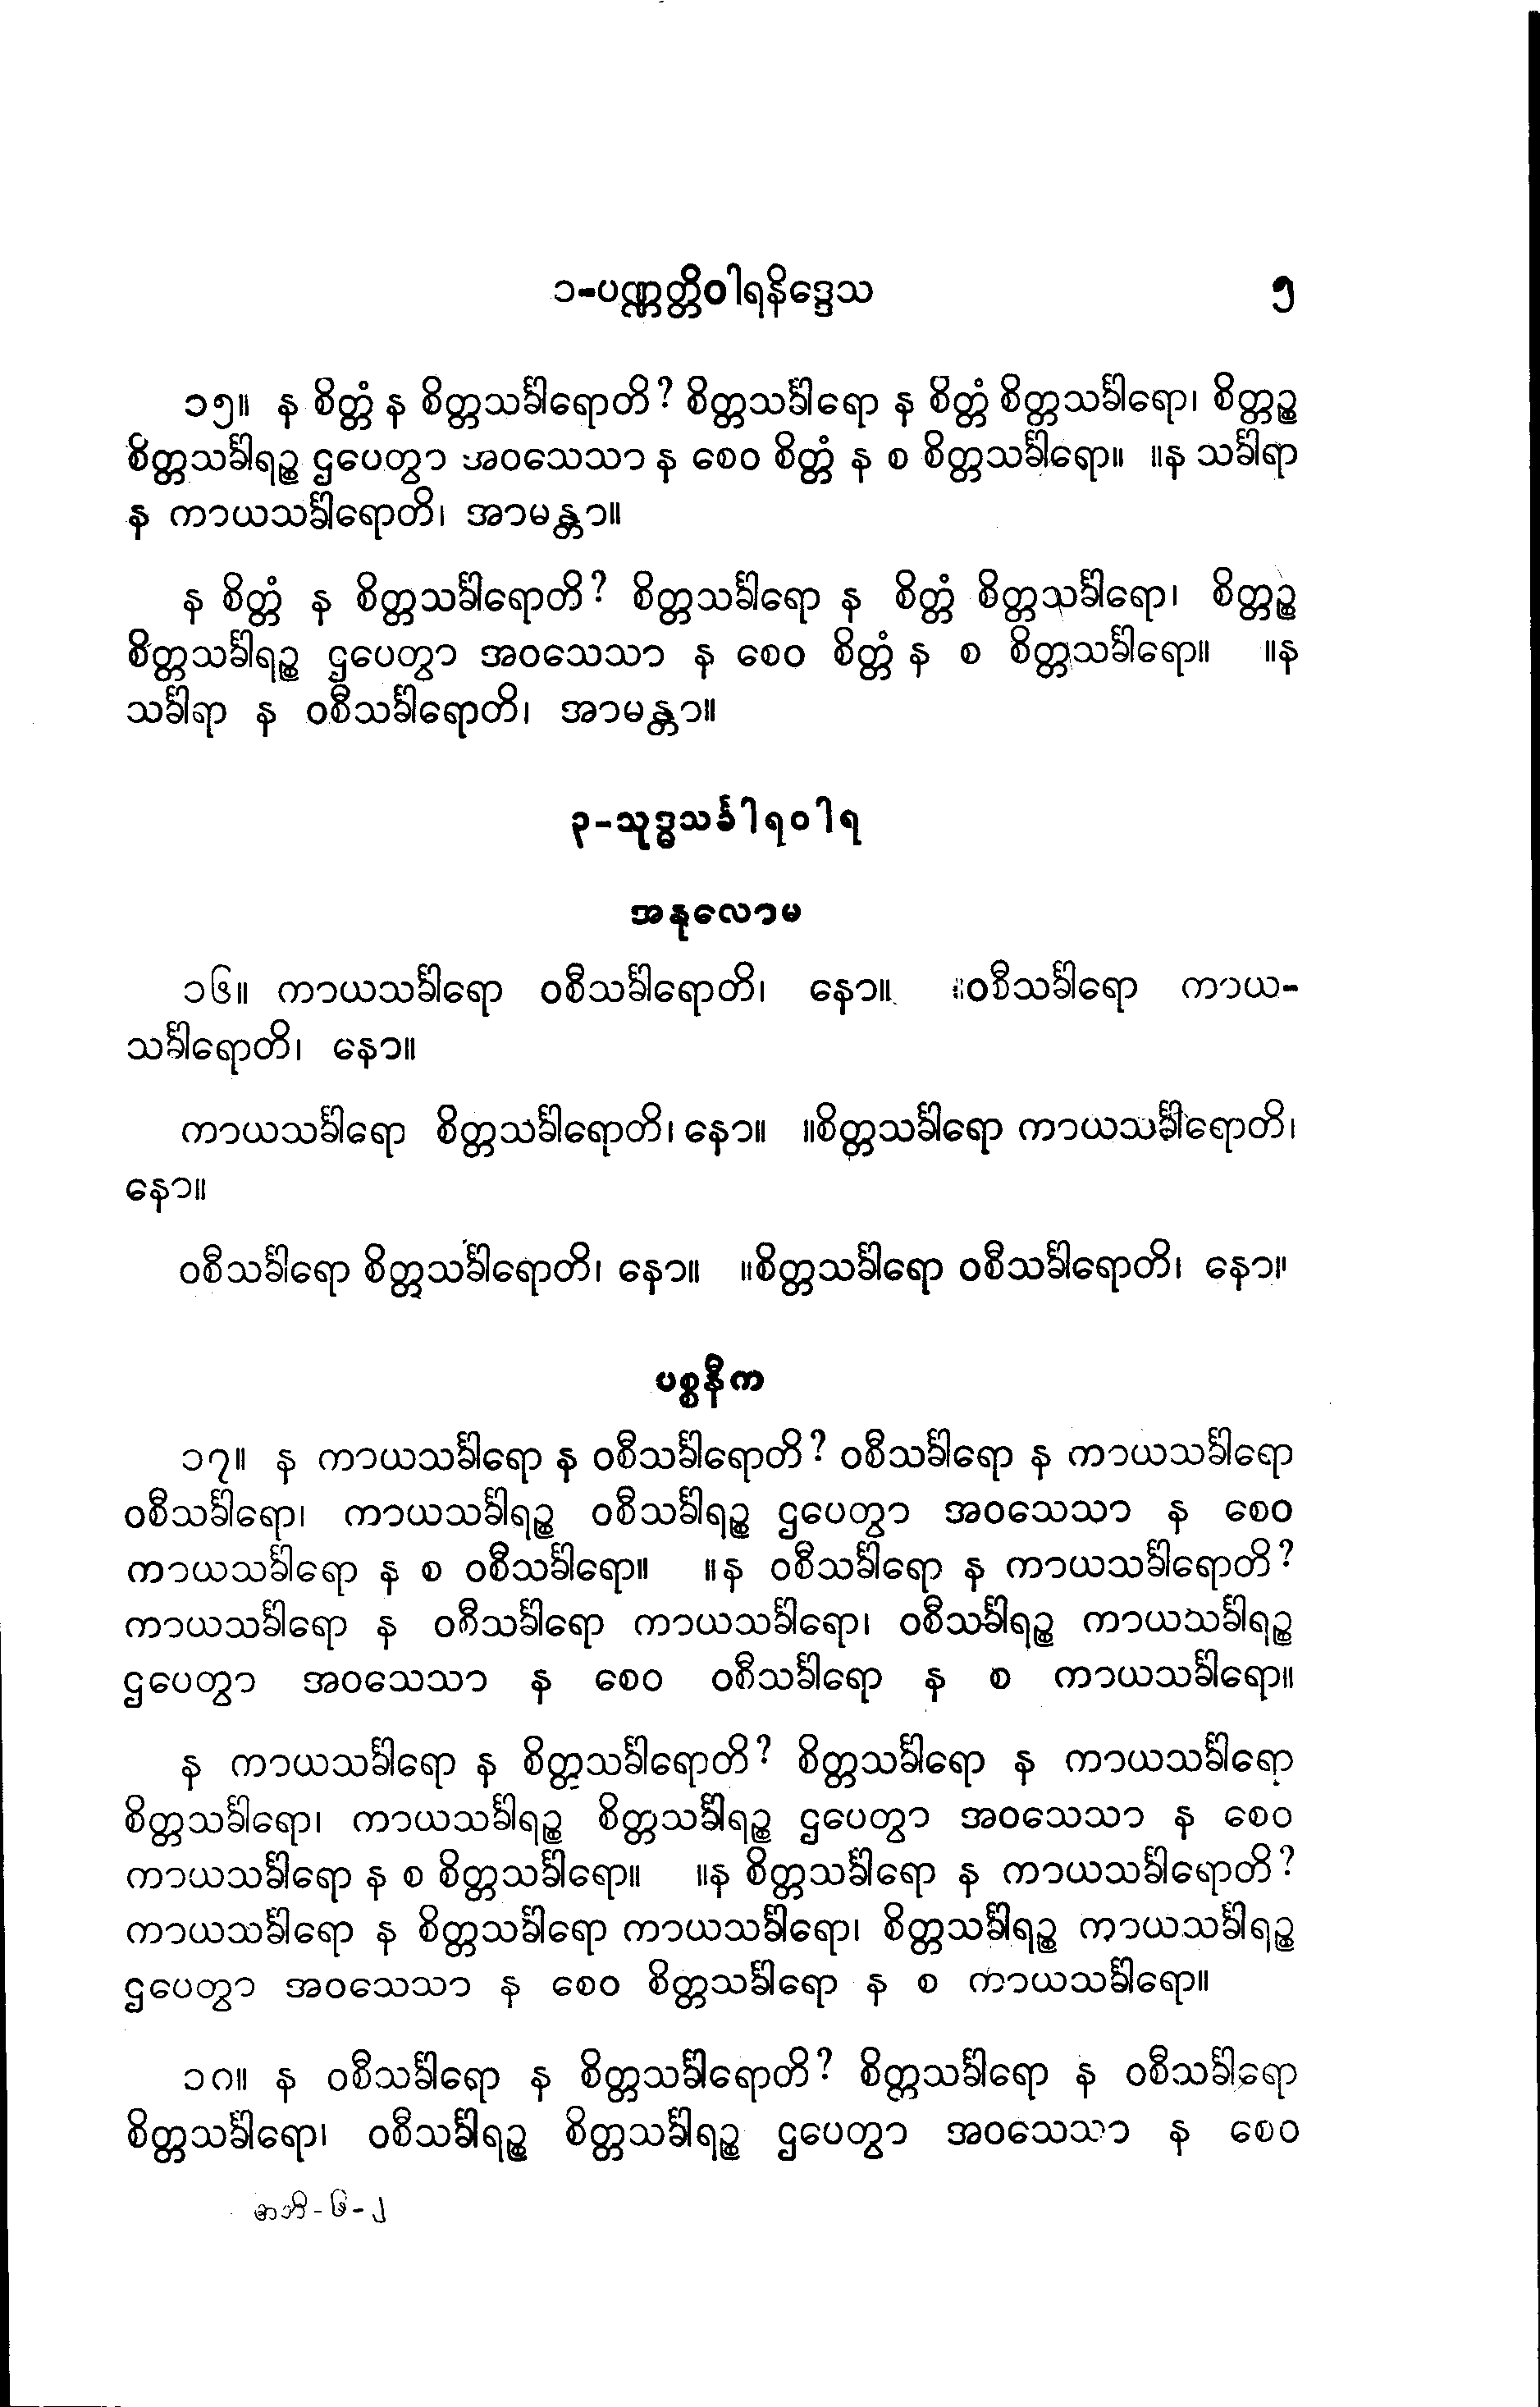 ၁-ပဏ္ဏတ္တိဝါရနိဒ္ဒေသ ၅
၁၅။ န စိတ္တံ န စိတ္တသင်္ခါရောတိ? စိတ္တသင်္ခါရော န စိတ္တံ စိတ္တသင်္ခါရော၊ စိတ္တဉ္စ
စိတ္တသင်္ခါရဉ္စ ဌပေတွာ အဝသေသာ န စေဝ စိတ္တံ န စ စိတ္တသင်္ခါရော။ ။န သင်္ခါရာ
န ကာယသင်္ခါရောတိ၊ အာမန္တာ။
န စိတ္တံ န စိတ္တသင်္ခါရောတိ? စိတ္တသင်္ခါရော န စိတ္တံ စိတ္တသင်္ခါရော၊ စိတ္တဉ္စ
စိတ္တသင်္ခါရဉ္စ ဌပေတွာ အဝသေသာ န စေဝ စိတ္တံ န စ စိတ္တသင်္ခါရော။ ။န
သင်္ခါရာ န ဝစီသင်္ခါရောတိ၊ အာမန္တာ။
၃-သုဒ္ဓသင်္ခါရဝါရ
အနုလောမ
၁၆။ ကာယသင်္ခါရော ဝစီသင်္ခါရောတိ၊ နော။ ။ဝစီသင်္ခါရော ကာယ-
သင်္ခါရောတိ၊ နော။
ကာယသင်္ခါရော စိတ္တသင်္ခါရောတိ၊ နော။ ။စိတ္တသင်္ခါရော ကာယသင်္ခါရောတိ၊
နော။
ဝစီသင်္ခါရော စိတ္တသင်္ခါရောတိ၊ နော။ ။စိတ္တသင်္ခါရော ဝစီသင်္ခါရောတိ၊ နော။
ပစ္စနီက
၁၇။ န ကာယသင်္ခါရော န ဝစီသင်္ခါရောတိ? ဝစီသင်္ခါရော န ကာယသင်္ခါရော
ဝစီသင်္ခါရော၊ ကာယသင်္ခါရဉ္စ ဝစီသင်္ခါရဉ္စ ဌပေတွာ အဝသေသာ န စေဝ
ကာယသင်္ခါရော န စ ဝစီသင်္ခါရော။ ။န ဝစီသင်္ခါရော န ကာယသင်္ခါရောတိ?
ကာယသင်္ခါရော န ဝစီသင်္ခါရော ကာယသင်္ခါရော၊ ဝစီသင်္ခါရဉ္စ ကာယသင်္ခါရဉ္စ
ဌပေတွာ အဝသေသာ န စေဝ ဝစီသင်္ခါရော န စ ကာယသင်္ခါရော။
န ကာယသင်္ခါရော န စိတ္တသင်္ခါရောတိ? စိတ္တသင်္ခါရော န ကာယသင်္ခါရော
စိတ္တသင်္ခါရော၊ ကာယသင်္ခါရဉ္စ စိတ္တသင်္ခါရဉ္စ ဌပေတွာ အဝသေသာ န စေဝ
ကာယသင်္ခါရော န စ စိတ္တသင်္ခါရော။ ။န စိတ္တသင်္ခါရော န ကာယသင်္ခါရောတိ?
ကာယသင်္ခါရော န စိတ္တသင်္ခါရော ကာယသင်္ခါရော၊ စိတ္တသင်္ခါရဉ္စ ကာယသင်္ခါရဉ္စ
ဌပေတွာ အဝသေသာ န စေဝ စိတ္တသင်္ခါရော န စ ကာယသင်္ခါရော။
၁၈။ န ဝစီသင်္ခါရော န စိတ္တသင်္ခါရောတိ? စိတ္တသင်္ခါရော န ဝစီသင်္ခါရော
စိတ္တသင်္ခါရော၊ ဝစီသင်္ခါရဉ္စ စိတ္တသင်္ခါရဉ္စ ဌပေတွာ အဝသေသာ န စေဝ
အဘိ-၆-၂